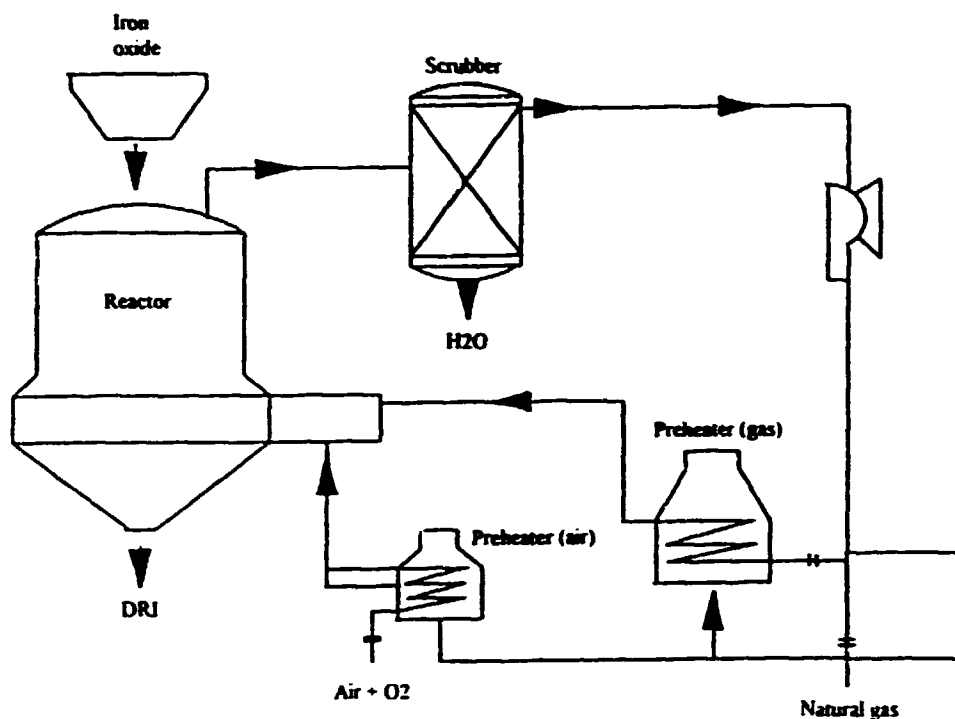 Iron
oxide
Scrubber
Reactor
H2O
Preheater (gas)
Preheater (air)
DRI
Air + O2
Natural gas